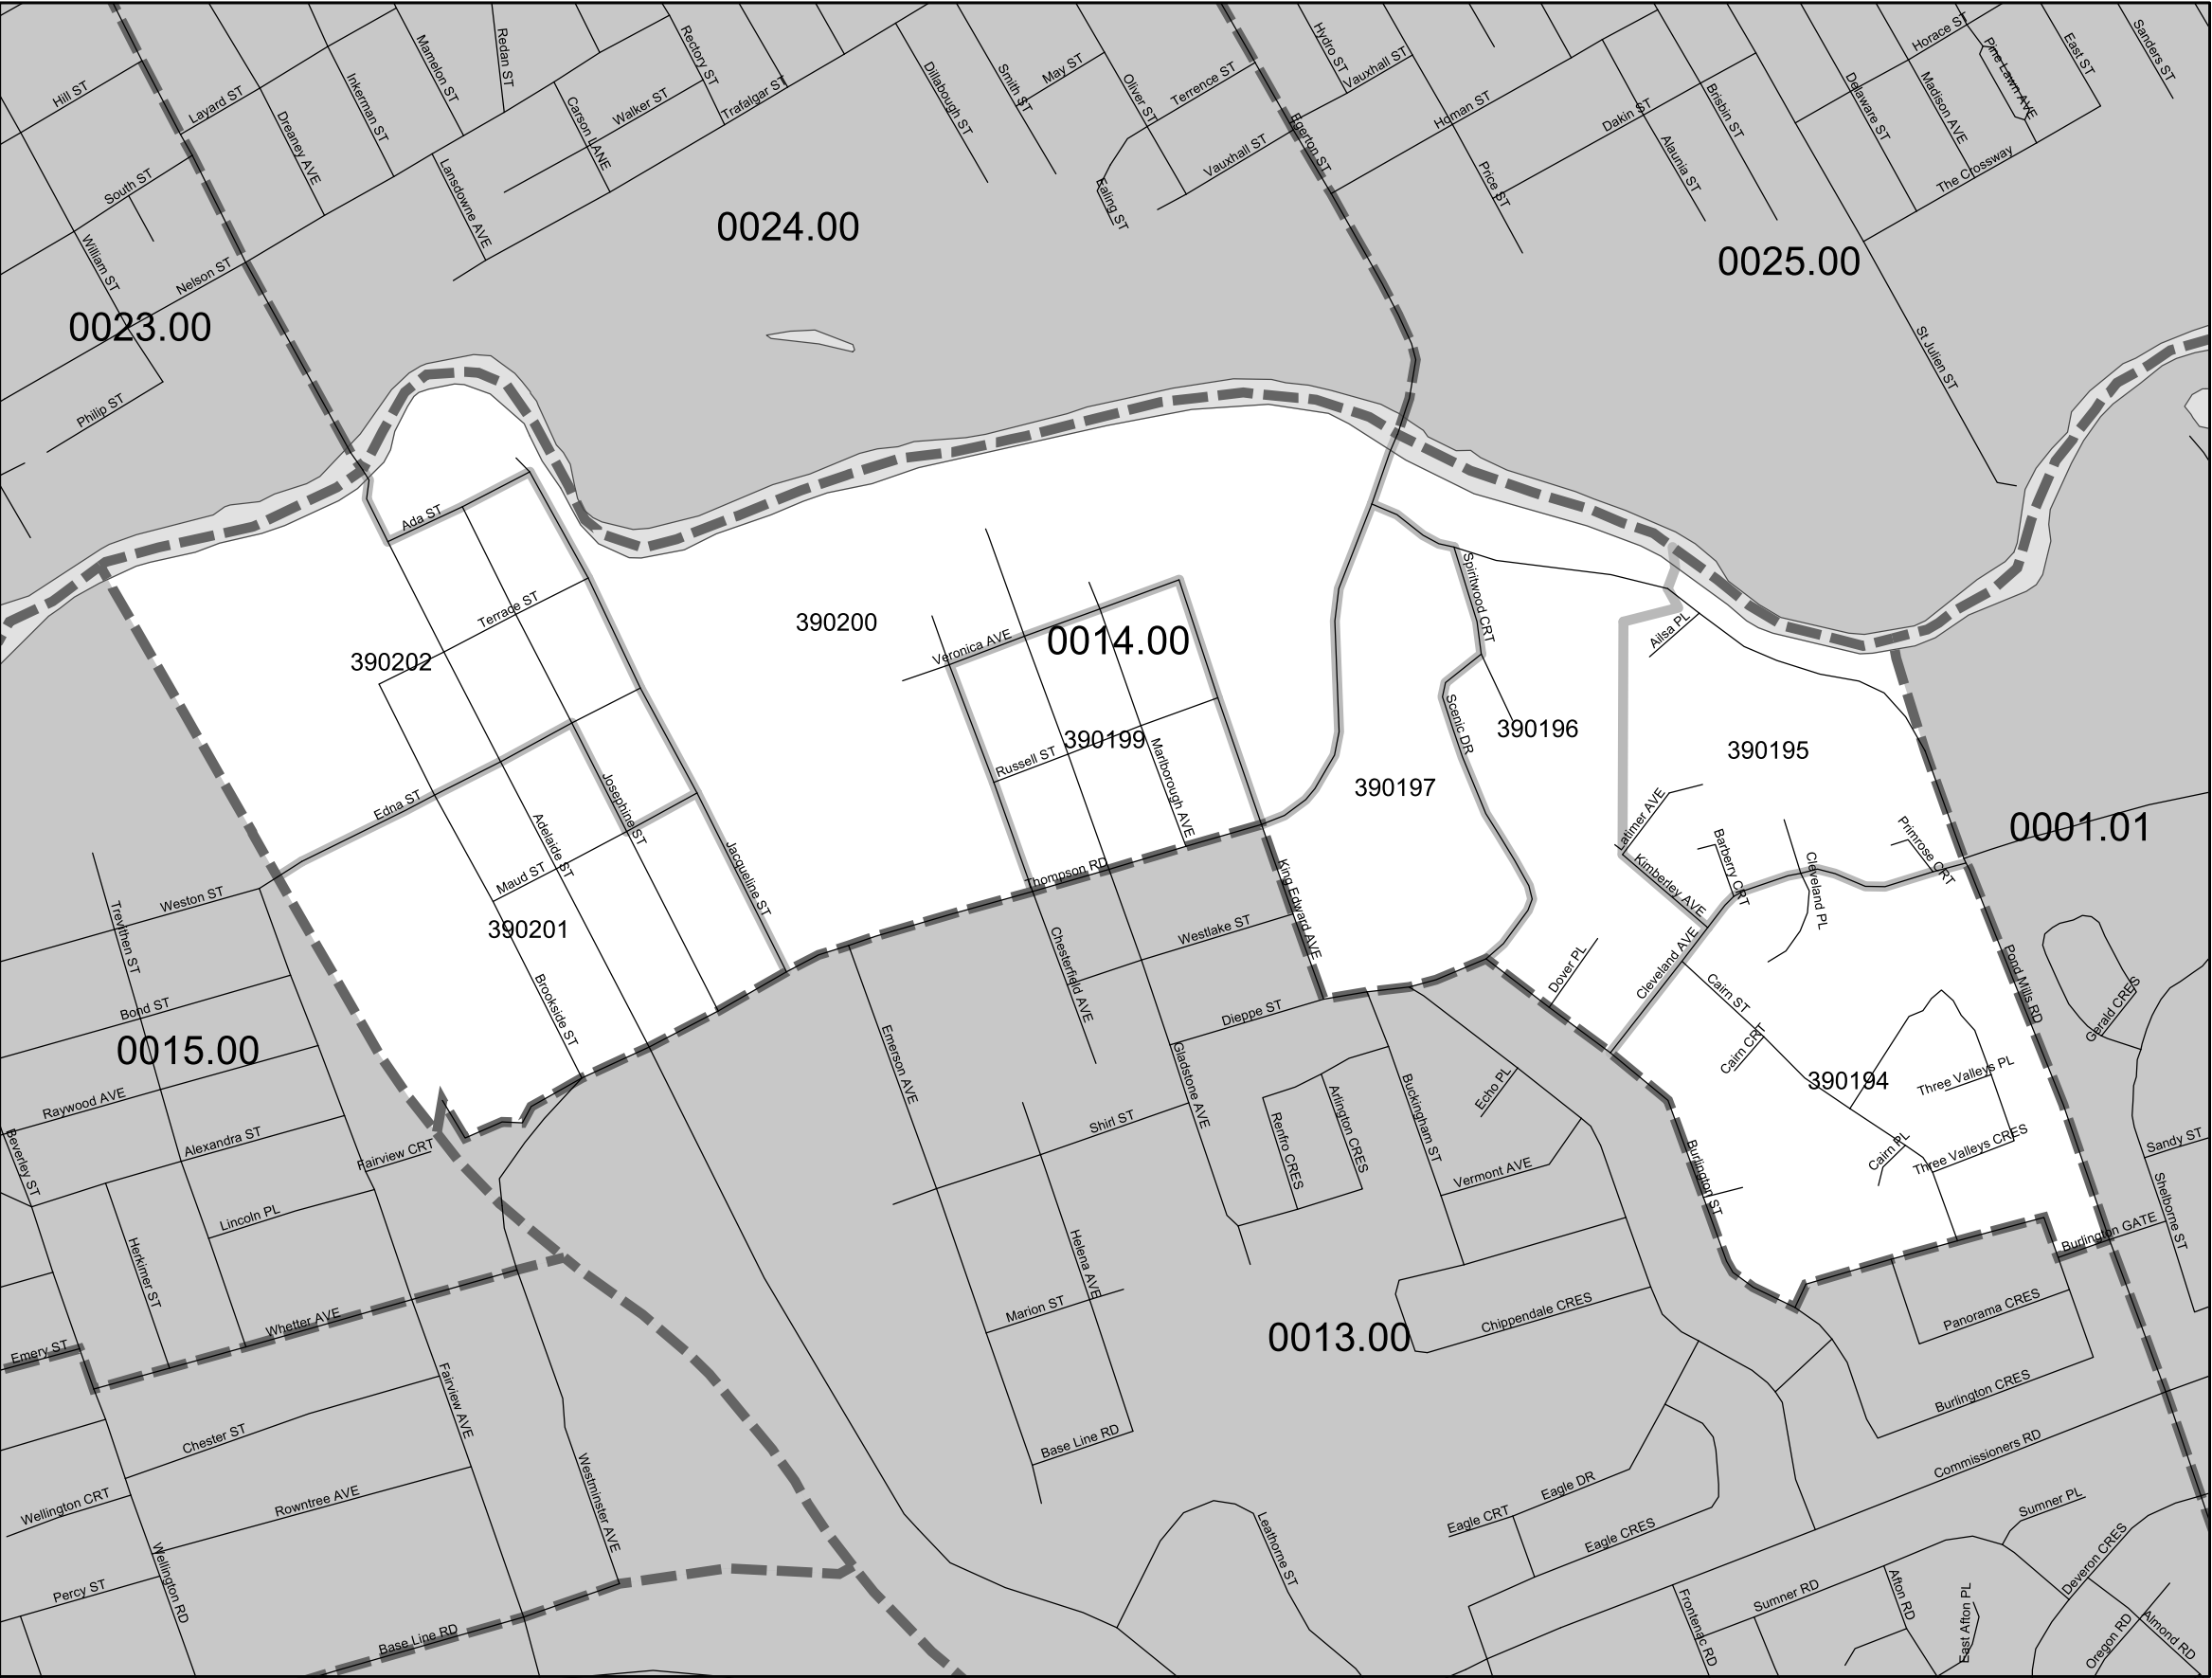 Hill ST
Layard ST
Dreaney AVE
Inkerman ST
Mamelon ST
Redan ST
Carson LANE
Walker ST
Rectory ST
Trafalgar ST
Dillabough ST
Smith ST
May ST
Oliver ST
Terrence ST
Vauxhall ST
Ealing ST
Egerton ST
Hydro ST
Vauxhall ST
Homan ST
Price ST
Dakin ST
Alaunia ST
Brisbin ST
Delaware ST
Madison AVE
Horace ST
Pine Lawn AVE
East ST
Sanders ST
The Crossway
South ST
William ST
Nelson ST
Lansdowne AVE
0024.00
0025.00
0023.00
Philip ST
St Julien ST
Ada ST
Terrace ST
390202
390200
Veronica AVE
0014.00
Spiritwood CRT
Ailsa PL
Scenic DR
390196
390195
390199
Russell ST
Marlborough AVE
390197
Edna ST
Josephine ST
Adelaide ST
Maud ST
Jacqueline ST
Thompson RD
King Edward AVE
Latimer AVE
Kimberley AVE
Barberry CRT
Cleveland PL
Primrose CRT
0001.01
Weston ST
Trevithen ST
390201
Brookside ST
Westlake ST
Chesterfield AVE
Dover PL
Cleveland AVE
Cairn ST
Cairn CRT
Pond Mills RD
Gerald CRES
Bond ST
0015.00
Raywood AVE
Alexandra ST
Beverley ST
Fairview CRT
Emerson AVE
Dieppe ST
Gladstone AVE
Shirl ST
Renfro CRES
Arlington CRES
Buckingham ST
Echo PL
Vermont AVE
390194
Three Valleys PL
Three Valleys CRES
Cairn PL
Burlington ST
Sandy ST
Shelborne ST
Burlington GATE
Lincoln PL
Herkimer ST
Helena AVE
Marion ST
0013.00
Chippendale CRES
Panorama CRES
Burlington CRES
Whetter AVE
Emery ST
Fairview AVE
Chester ST
Westminster AVE
Base Line RD
Commissioners RD
Wellington CRT
Rowntree AVE
Wellington RD
Percy ST
Base Line RD
Leathorne ST
Eagle DR
Eagle CRT
Eagle CRES
Sumner PL
Deveron CRES
Frontenac RD
Sumner RD
Afton RD
East Afton PL
Oregon RD
Almond RD